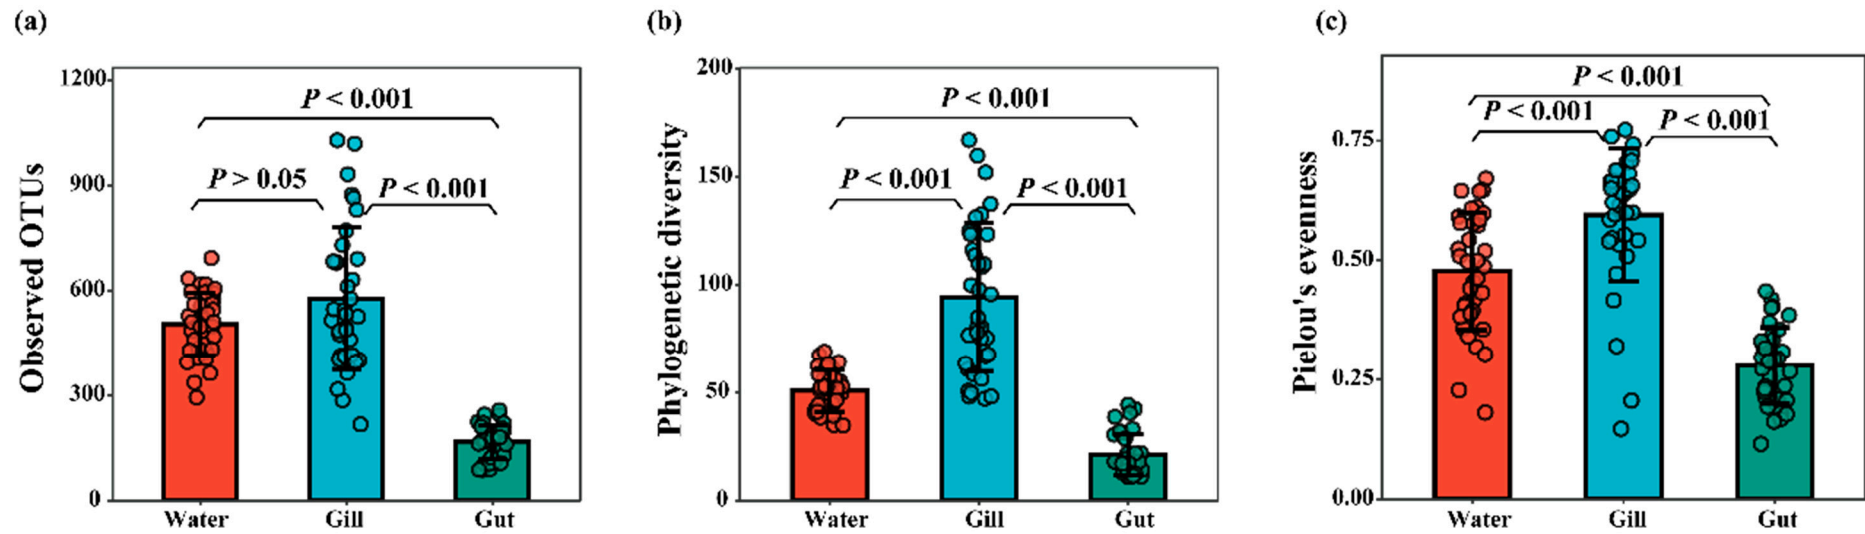 (a)
Observed OTUs
1200
900
600
300
0
P < 0.001
P > 0.05
P < 0.001
Water
Gill
Gut
(b)
Phylogenetic diversity
200
150
100
50
0
P < 0.001
P < 0.001
P < 0.001
Water
Gill
Gut
(c)
Pielou's evenness
0.75
0.50
0.25
0.00
P < 0.001
P < 0.001
P < 0.001
Water
Gill
Gut